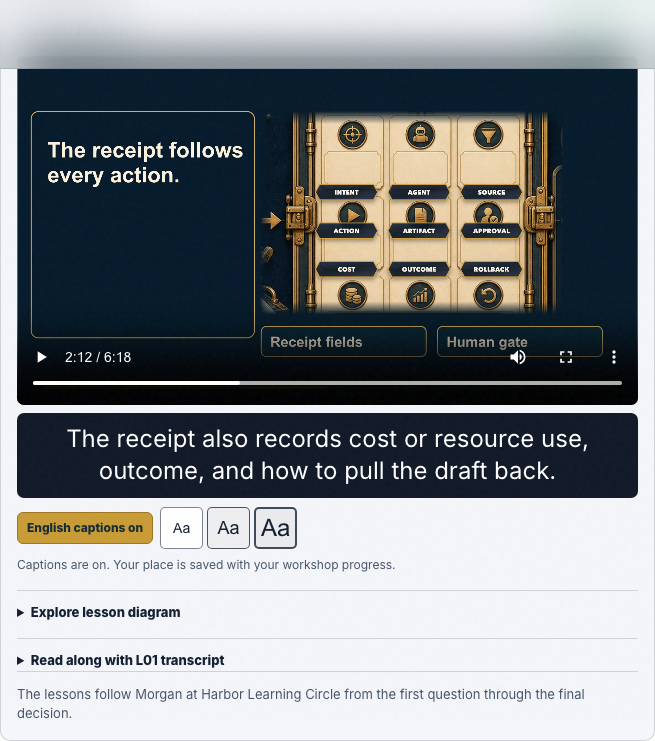 The receipt follows
every action.
INTENT AGENT SOURCE
ACTION ARTIFACT APPROVAL
COST OUTCOME ROLLBACK
Receipt fields Human gate
2:12 / 6:18
The receipt also records cost or resource use,
outcome, and how to pull the draft back.
English captions on Aa Aa Aa
Captions are on. Your place is saved with your workshop progress.
Explore lesson diagram
Read along with L01 transcript
The lessons follow Morgan at Harbor Learning Circle from the first question through the final
decision.